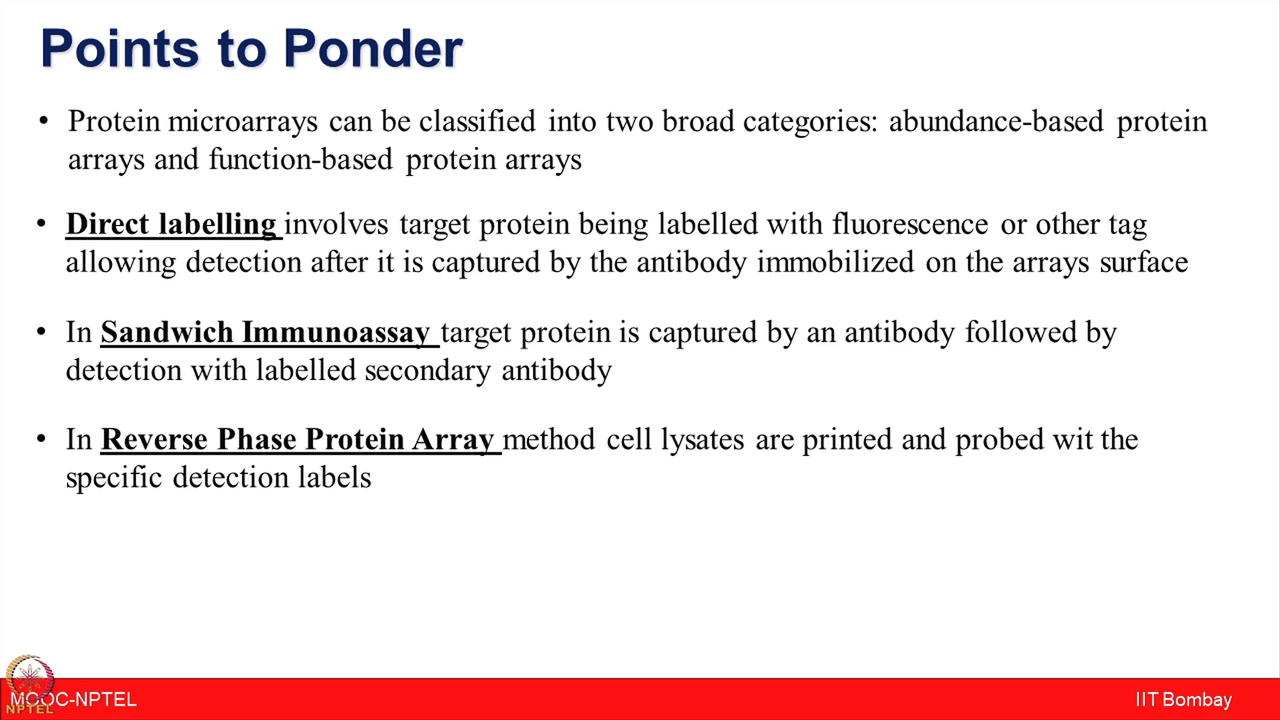 Points to Ponder
• Protein microarrays can be classified into two broad categories: abundance-based protein
arrays and function-based protein arrays
• Direct labelling involves target protein being labelled with fluorescence or other tag
allowing detection after it is captured by the antibody immobilized on the arrays surface
• In Sandwich Immunoassay target protein is captured by an antibody followed by
detection with labelled secondary antibody
• In Reverse Phase Protein Array method cell lysates are printed and probed wit the
specific detection labels
MOOC-NPTEL
NPTEL
IIT Bombay